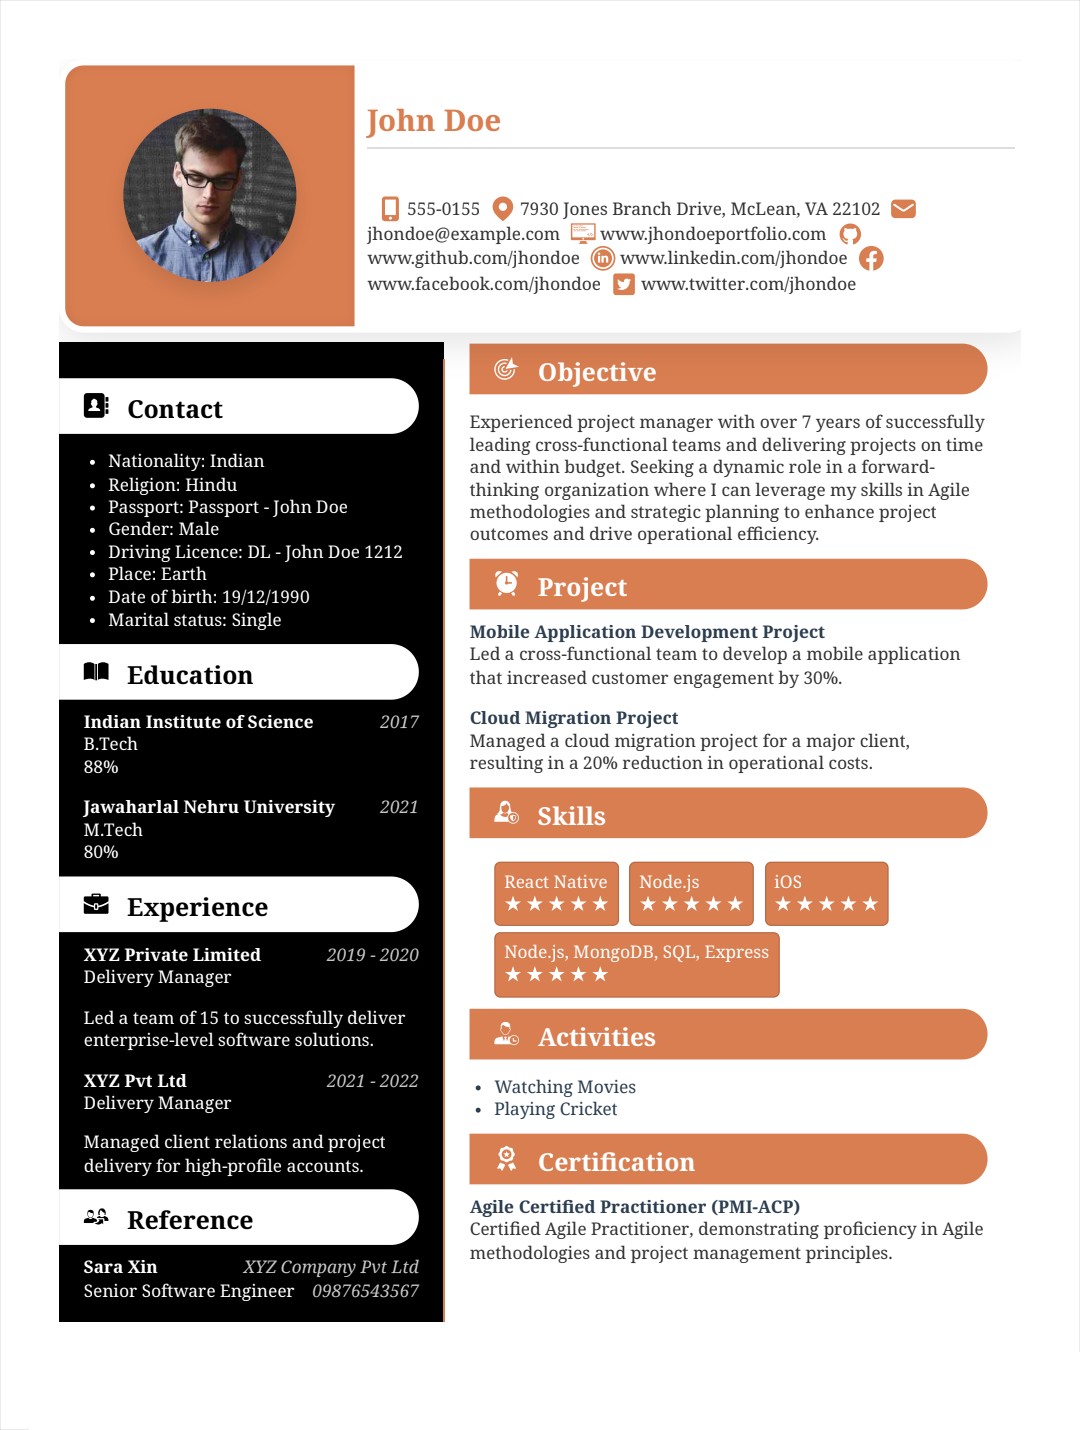 John Doe
555-0155 7930 Jones Branch Drive, McLean, VA 22102
jhondoe@example.com www.jhondoeportfolio.com
www.github.com/jhondoe www.linkedin.com/jhondoe
www.facebook.com/jhondoe www.twitter.com/jhondoe
Contact
• Nationality: Indian
• Religion: Hindu
• Passport: Passport - John Doe
• Gender: Male
• Driving Licence: DL - John Doe 1212
• Place: Earth
• Date of birth: 19/12/1990
• Marital status: Single
Education
Indian Institute of Science 2017
B.Tech
88%
Jawaharlal Nehru University 2021
M.Tech
80%
Experience
XYZ Private Limited 2019 - 2020
Delivery Manager
Led a team of 15 to successfully deliver
enterprise-level software solutions.
XYZ Pvt Ltd 2021 - 2022
Delivery Manager
Managed client relations and project
delivery for high-profile accounts.
Reference
Sara Xin XYZ Company Pvt Ltd
Senior Software Engineer 09876543567
Objective
Experienced project manager with over 7 years of successfully
leading cross-functional teams and delivering projects on time
and within budget. Seeking a dynamic role in a forward-
thinking organization where I can leverage my skills in Agile
methodologies and strategic planning to enhance project
outcomes and drive operational efficiency.
Project
Mobile Application Development Project
Led a cross-functional team to develop a mobile application
that increased customer engagement by 30%.
Cloud Migration Project
Managed a cloud migration project for a major client,
resulting in a 20% reduction in operational costs.
Skills
React Native Node.js iOS
★★★★★ ★★★★★ ★★★★★
Node.js, MongoDB, SQL, Express
★★★★★
Activities
• Watching Movies
• Playing Cricket
Certification
Agile Certified Practitioner (PMI-ACP)
Certified Agile Practitioner, demonstrating proficiency in Agile
methodologies and project management principles.